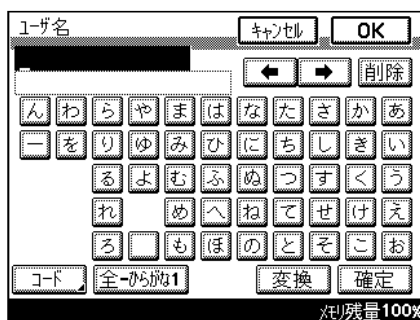 ユーザ名 キャンセル OK
← → 削除
ん わ ら や ま は な た さ か あ
ー を り ゆ み ひ に ち し き い
る よ む ふ ぬ つ す く う
れ め へ ね て せ け え
ろ も ほ の と そ こ お
コード 全-ひらがな1 変換 確定
メモリ残量100%